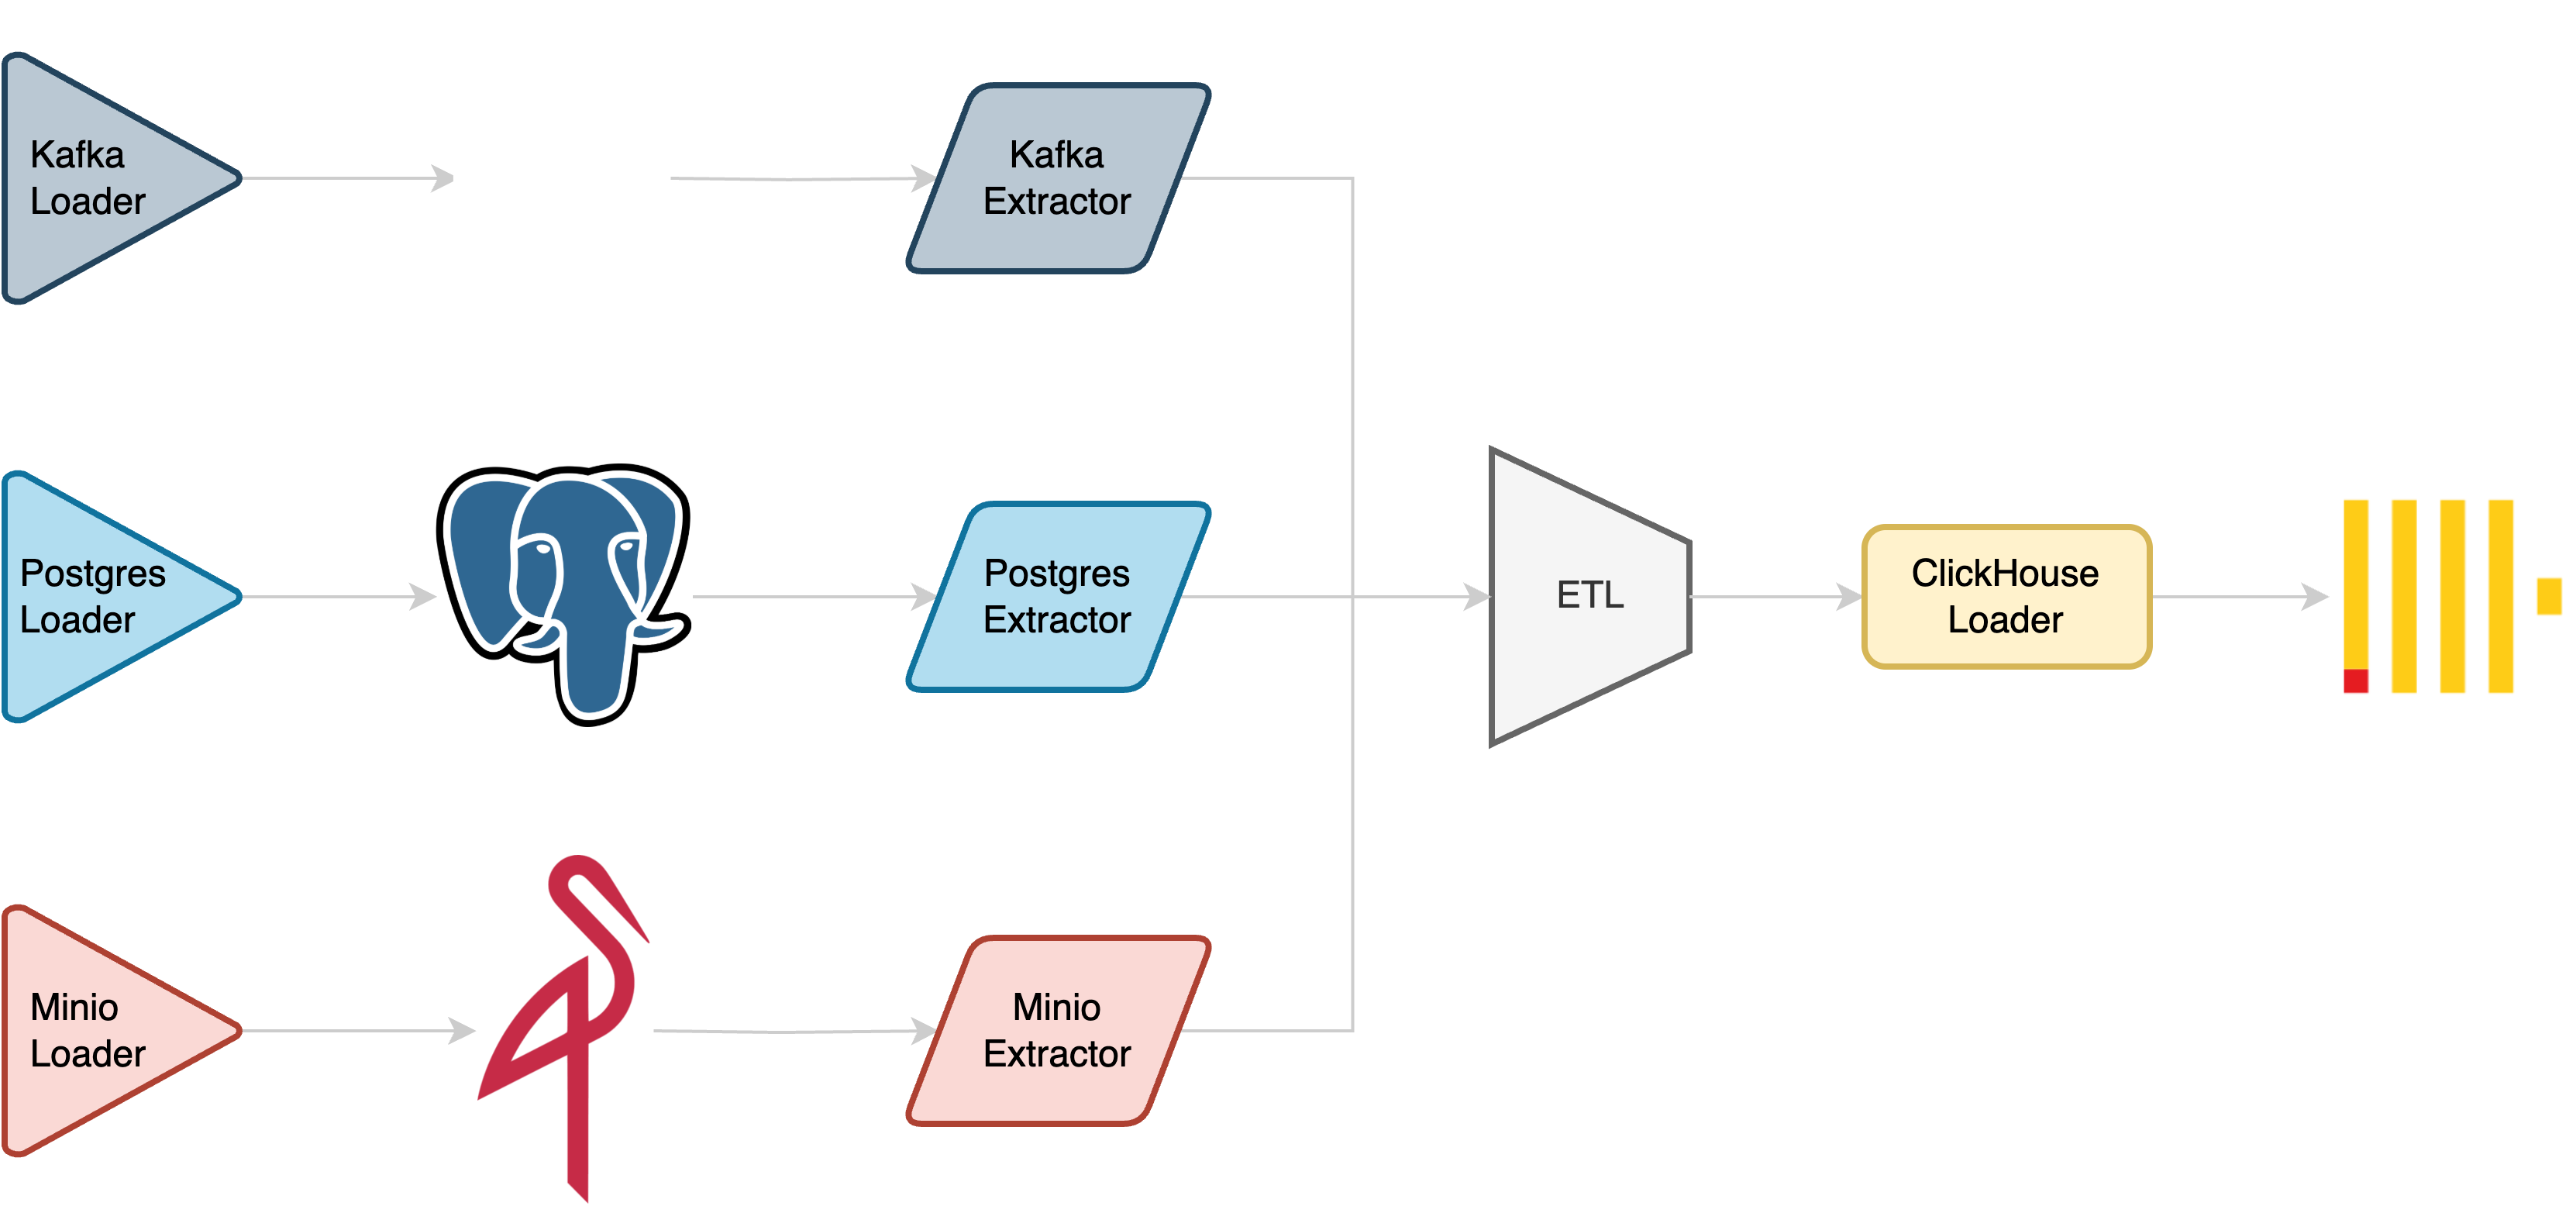 Kafka
Loader
Kafka
Extractor
Postgres
Loader
Postgres
Extractor
ETL
ClickHouse
Loader
Minio
Loader
Minio
Extractor